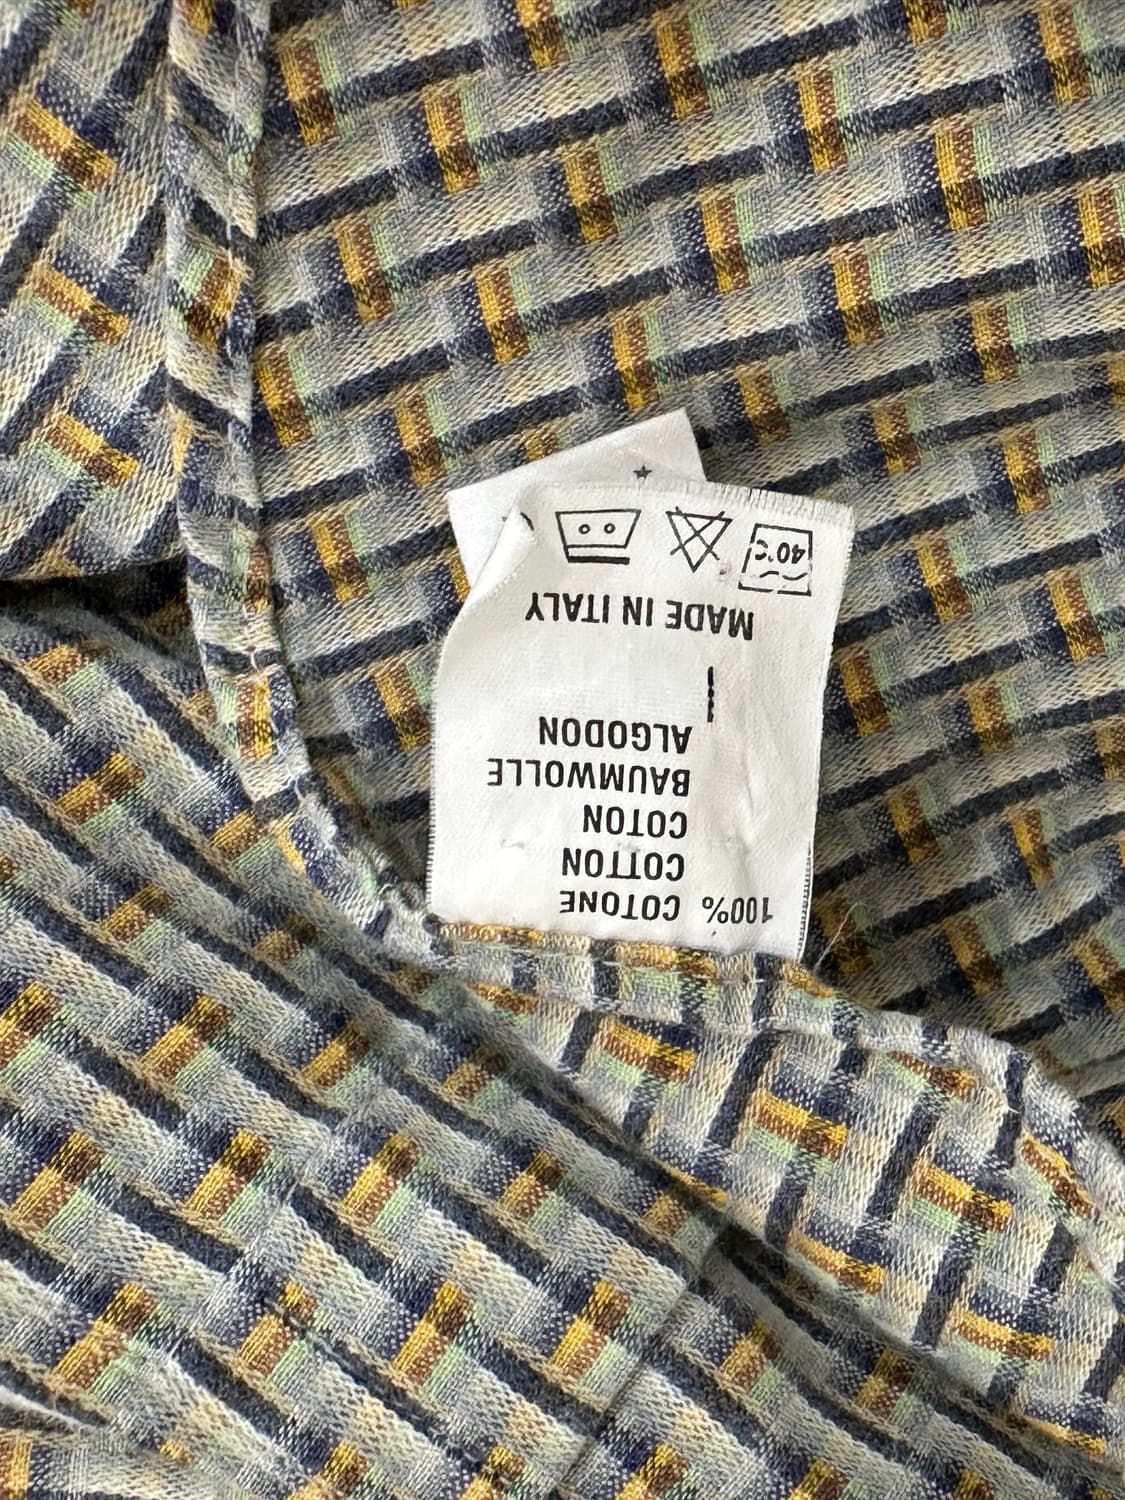 100% COTONE
COTTON
COTON
BAUMWOLLE
ALGODON
MADE IN ITALY
40°C